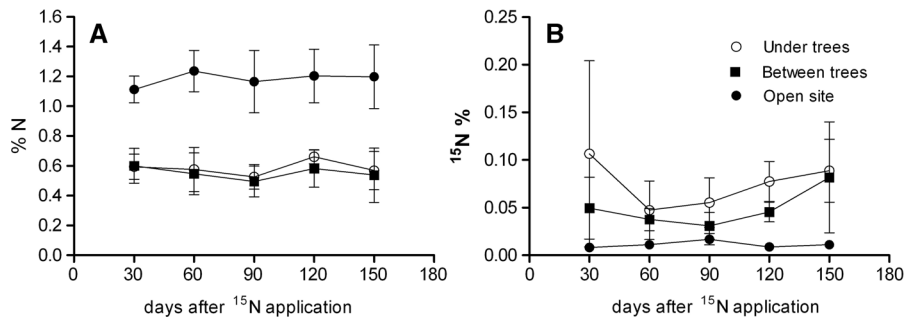 A
1.6
1.4
1.2
1.0
0.8
0.6
0.4
0.2
0.0
% N
0 30 60 90 120 150 180
days after ¹⁵N application
B
0.25
0.20
0.15
0.10
0.05
0.00
¹⁵N %
Under trees
Between trees
Open site
0 30 60 90 120 150 180
days after ¹⁵N application